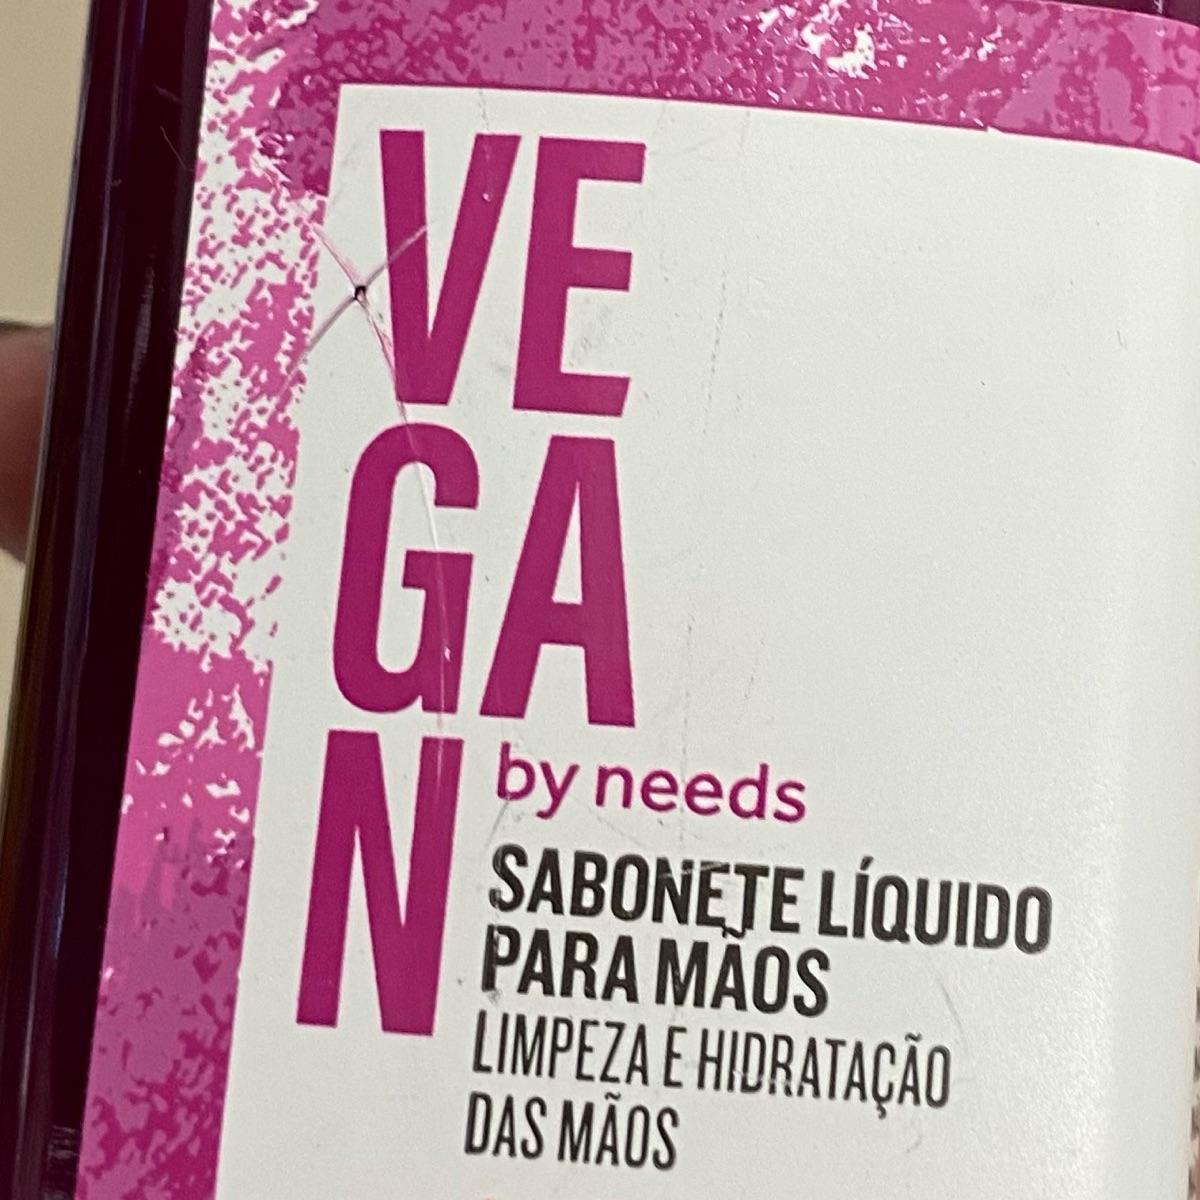 VE
GA
N
by needs
SABONETE LÍQUIDO
PARA MÃOS
LIMPEZA E HIDRATAÇÃO
DAS MÃOS